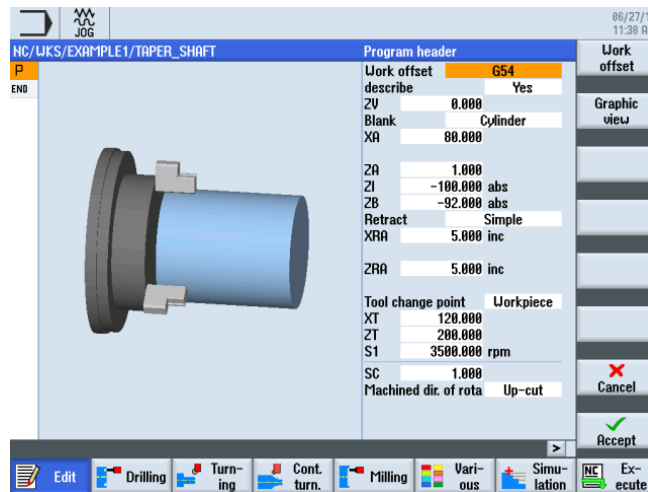 JOG
06/27/1
11:38 A
NC/WKS/EXAMPLE1/TAPER_SHAFT
Program header
Work
offset
P
END
Work offset G54
describe Yes
ZV 0.000
Blank Cylinder
XA 80.000
ZA 1.000
ZI -100.000 abs
ZB -92.000 abs
Retract Simple
XRA 5.000 inc
ZRA 5.000 inc
Tool change point Workpiece
XT 120.000
ZT 200.000
S1 3500.000 rpm
SC 1.000
Machined dir. of rota Up-cut
Graphic
view
Cancel
Accept
>
Edit
Drilling
Turn-
ing
Cont.
turn.
Milling
Vari-
ous
Simu-
lation
NC
Ex-
ecute